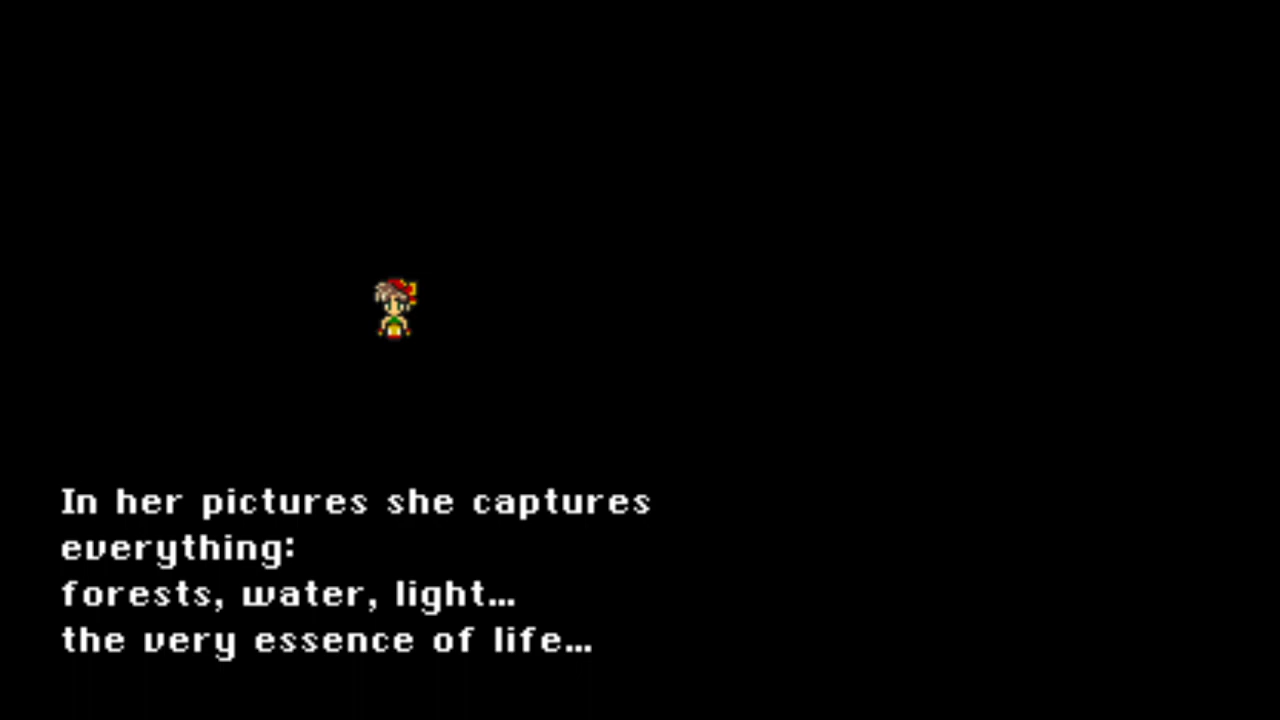 In her pictures she captures
everything:
forests, water, light...
the very essence of life...